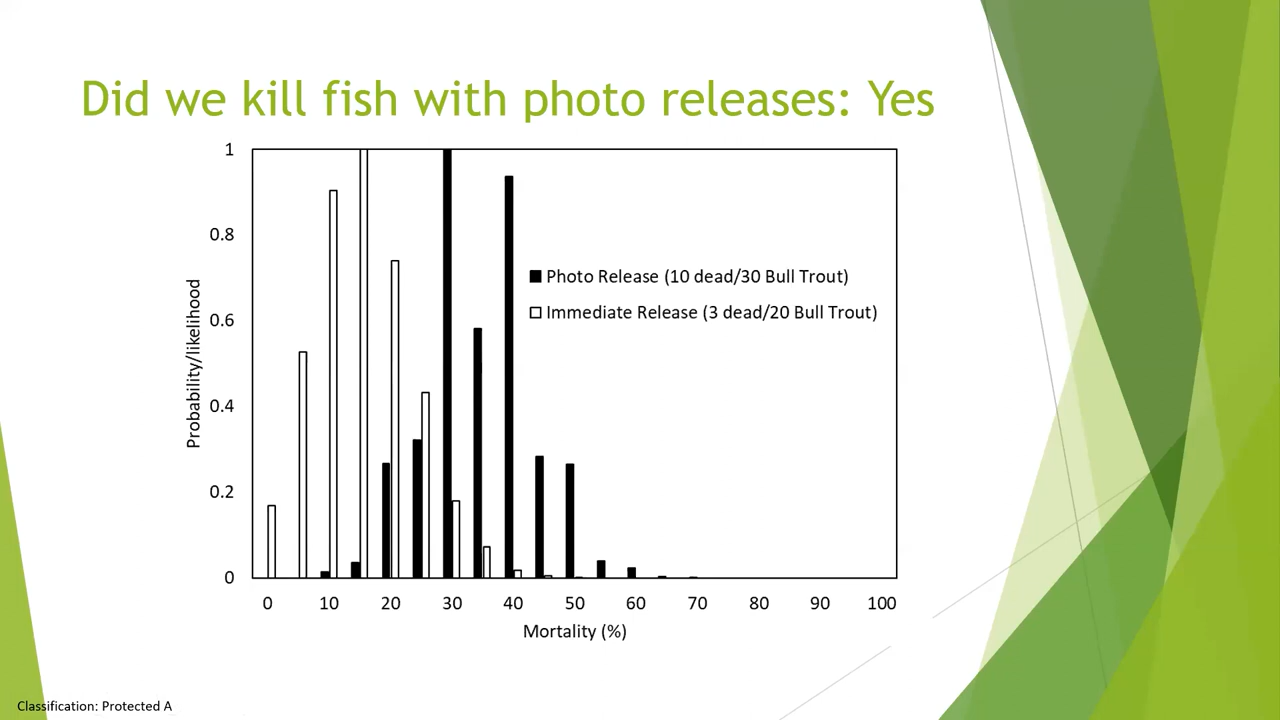 Did we kill fish with photo releases: Yes
1
0.8
0.6
0.4
0.2
0
Probability/likelihood
Photo Release (10 dead/30 Bull Trout)
Immediate Release (3 dead/20 Bull Trout)
0 10 20 30 40 50 60 70 80 90 100
Mortality (%)
Classification: Protected A